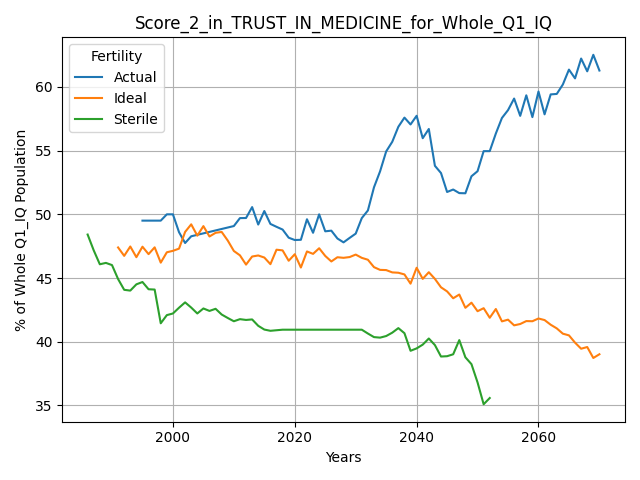 Score_2_in_TRUST_IN_MEDICINE_for_Whole_Q1_IQ
Fertility
Actual
Ideal
Sterile
% of Whole Q1_IQ Population
60
55
50
45
40
35
2000
2020
2040
2060
Years